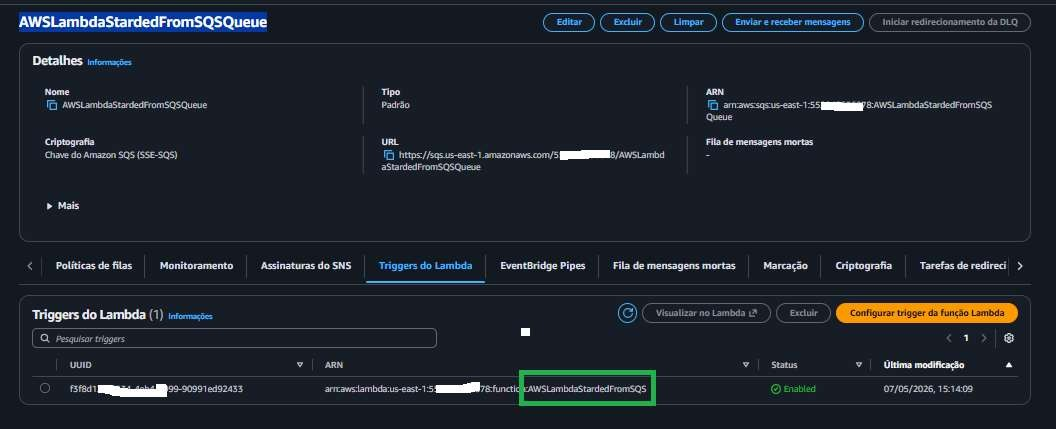 AWSLambdaStardedFromSQSQueue
Editar Excluir Limpar Enviar e receber mensagens Iniciar redirecionamento da DLQ
Detalhes Informações
Nome
AWSLambdaStardedFromSQSQueue
Tipo
Padrão
ARN
arn:aws:sqs:us-east-1:55 78:AWSLambdaStardedFromSQS
Queue
Criptografia
Chave do Amazon SQS (SSE-SQS)
URL
https://sqs.us-east-1.amazonaws.com/5 8/AWSLambd
aStardedFromSQSQueue
Fila de mensagens mortas
-
Mais
Políticas de filas Monitoramento Assinaturas do SNS Triggers do Lambda EventBridge Pipes Fila de mensagens mortas Marcação Criptografia Tarefas de redireci
Triggers do Lambda (1) Informações
Visualizar no Lambda Excluir Configurar trigger da função Lambda
Pesquisar triggers
1
UUID ARN Status Última modificação
f3f8d1 99-90991ed92433 arn:aws:lambda:us-east-1:5 78:function:AWSLambdaStardedFromSQS Enabled 07/05/2026, 15:14:09